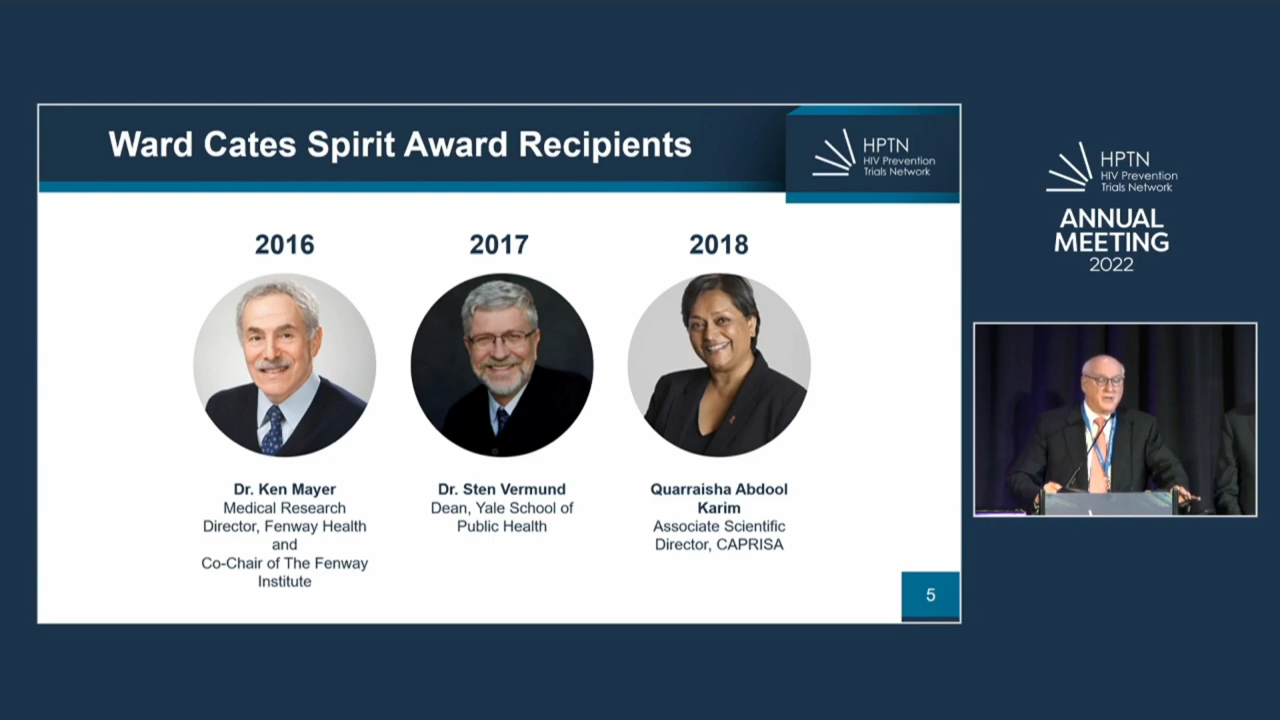 Ward Cates Spirit Award Recipients
HPTN
HIV Prevention
Trials Network
2016
2017
2018
Dr. Ken Mayer
Medical Research
Director, Fenway Health
and
Co-Chair of The Fenway
Institute
Dr. Sten Vermund
Dean, Yale School of
Public Health
Quarraisha Abdool
Karim
Associate Scientific
Director, CAPRISA
5
HPTN
HIV Prevention
Trials Network
ANNUAL
MEETING
2022